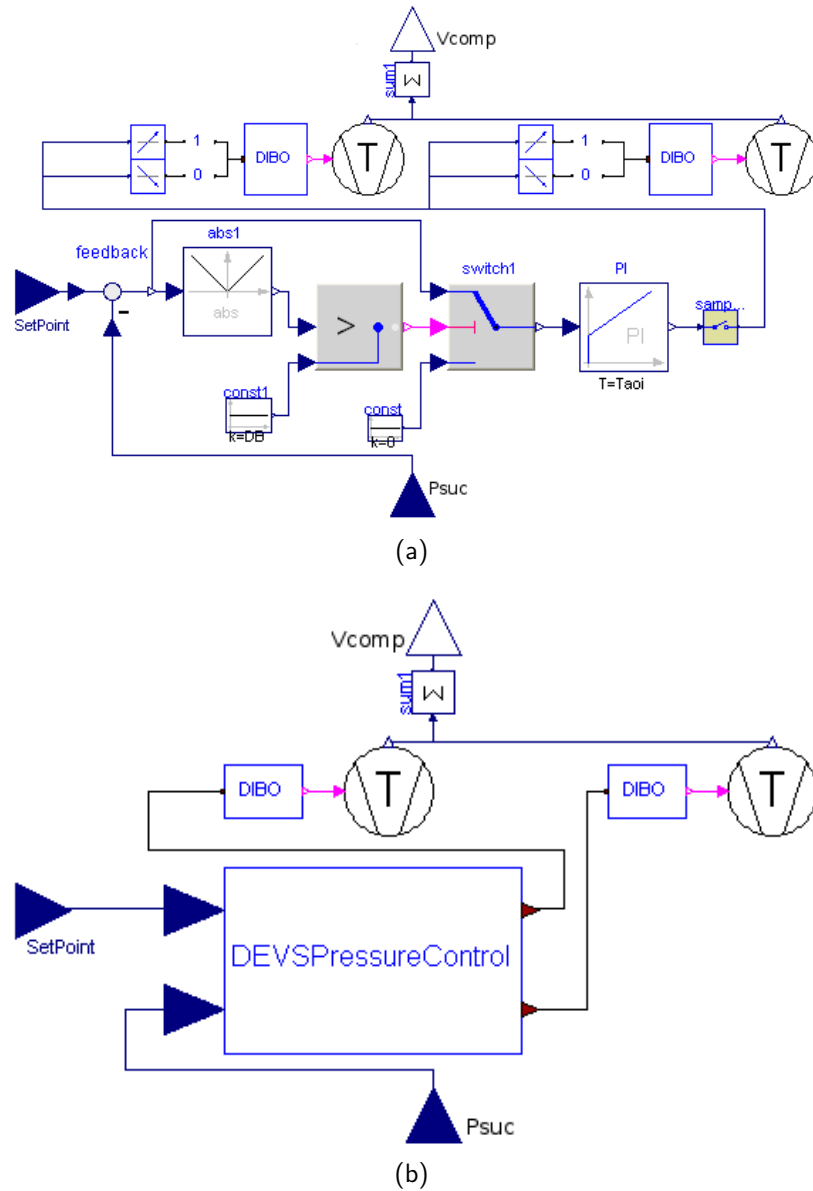 Vcomp
sum1
Σ
1
DIBO
T
0
1
DIBO
T
0
feedback
abs1
switch1
PI
SetPoint
-
abs
>
PI
samp...
T=Taoi
const1
k=DB
const
k=0
Psuc
(a)
Vcomp
sum1
Σ
DIBO
T
DIBO
T
SetPoint
DEVSPressureControl
Psuc
(b)